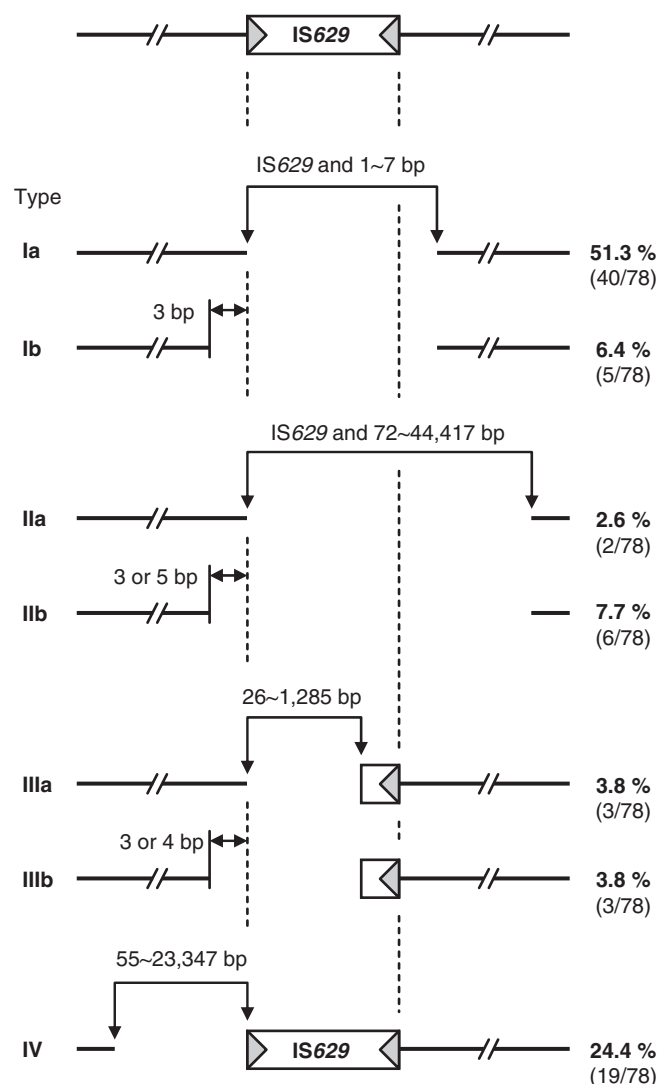 IS629
IS629 and 1~7 bp
Type
Ia
51.3 %
(40/78)
3 bp
Ib
6.4 %
(5/78)
IS629 and 72~44,417 bp
IIa
2.6 %
(2/78)
3 or 5 bp
IIb
7.7 %
(6/78)
26~1,285 bp
IIIa
3.8 %
(3/78)
3 or 4 bp
IIIb
3.8 %
(3/78)
55~23,347 bp
IV
IS629
24.4 %
(19/78)